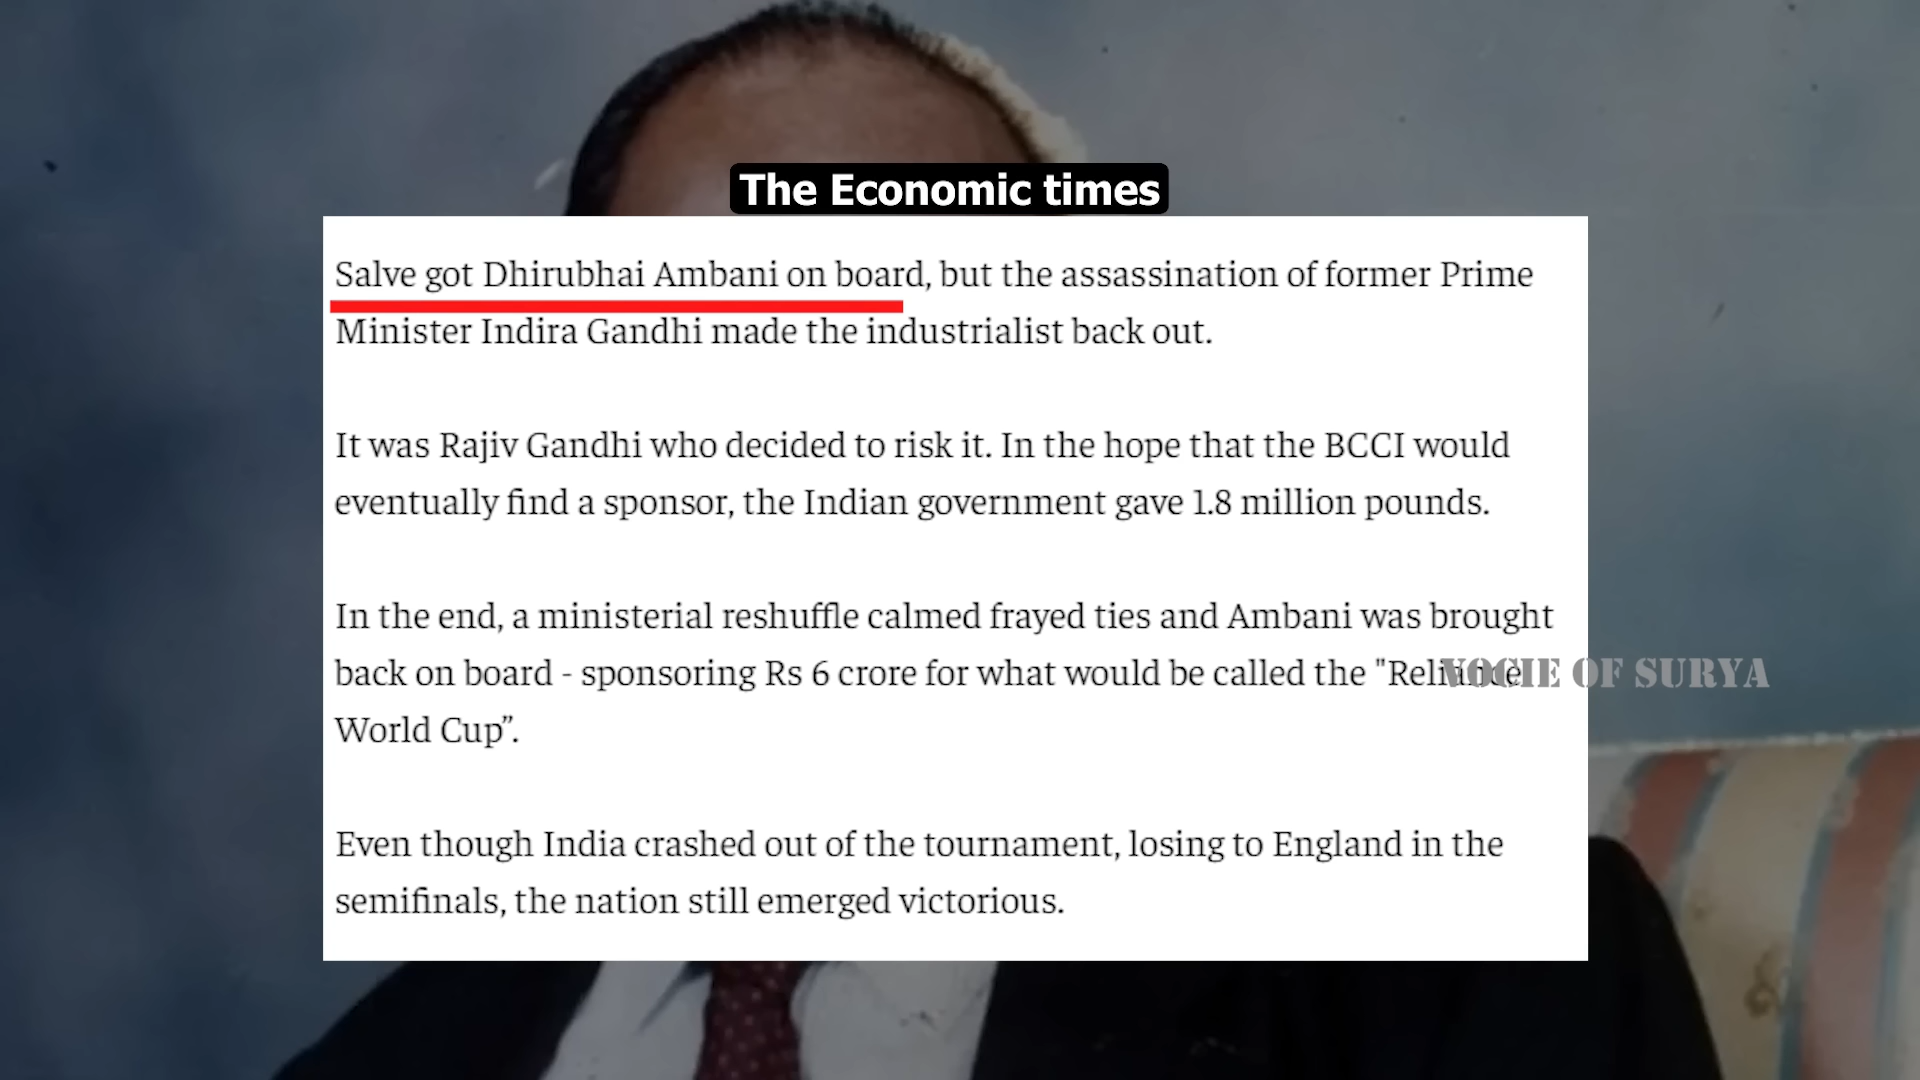 The Economic times
Salve got Dhirubhai Ambani on board, but the assassination of former Prime
Minister Indira Gandhi made the industrialist back out.
It was Rajiv Gandhi who decided to risk it. In the hope that the BCCI would
eventually find a sponsor, the Indian government gave 1.8 million pounds.
In the end, a ministerial reshuffle calmed frayed ties and Ambani was brought
back on board - sponsoring Rs 6 crore for what would be called the "Reliance
VOGIE OF SURYA
World Cup”.
Even though India crashed out of the tournament, losing to England in the
semifinals, the nation still emerged victorious.